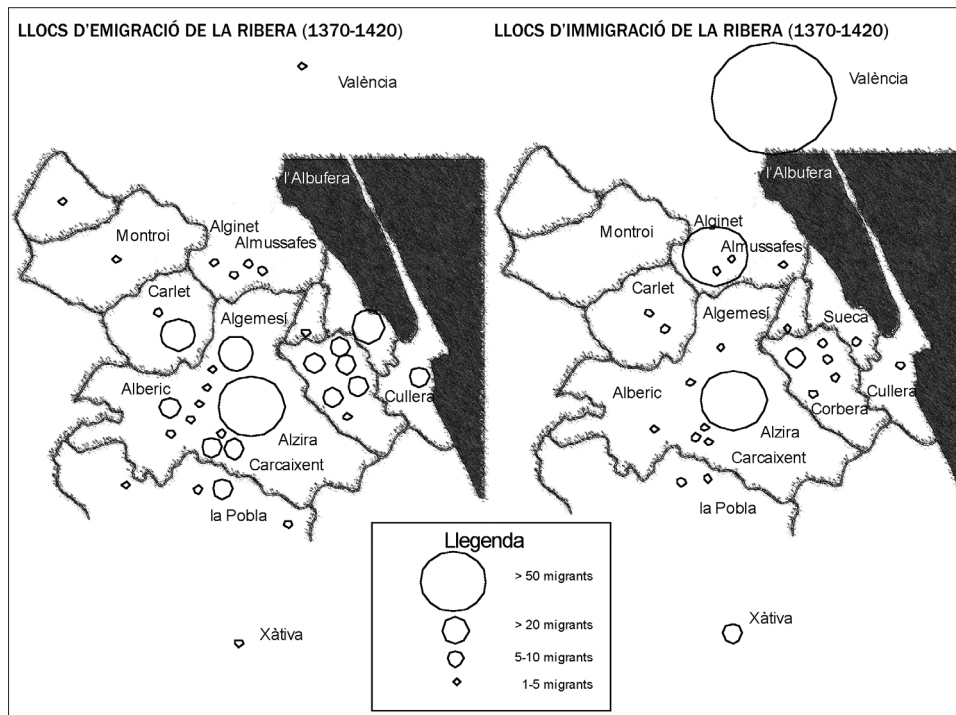 LLOCS D'EMIGRACIÓ DE LA RIBERA (1370-1420)
València
l'Albufera
Montroi
Alginet
Almussafes
Carlet
Algemesí
Alberic
Cullera
Alzira
Carcaixent
la Pobla
Xàtiva
LLOCS D'IMMIGRACIÓ DE LA RIBERA (1370-1420)
València
l'Albufera
Montroi
Alginet
Almussafes
Carlet
Algemesí
Sueca
Alberic
Cullera
Corbera
Alzira
Carcaixent
la Pobla
Xàtiva
Llegenda
> 50 migrants
> 20 migrants
5-10 migrants
1-5 migrants